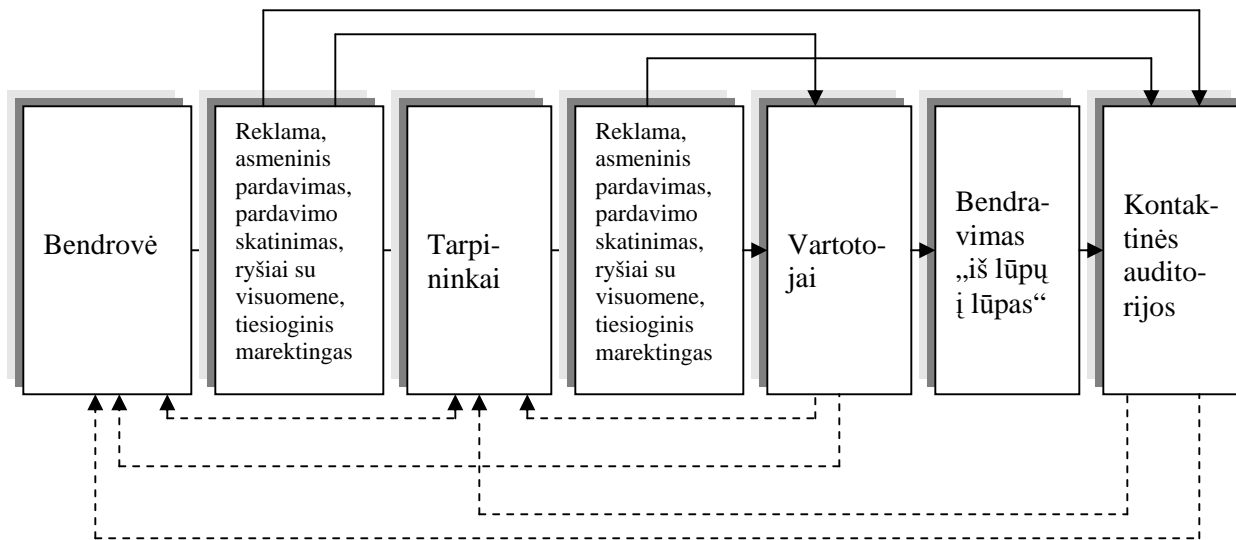 Bendrovė
Reklama,
asmeninis
pardavimas,
pardavimo
skatinimas,
ryšiai su
visuomene,
tiesioginis
marektingas
Tarpi-
ninkai
Reklama,
asmeninis
pardavimas,
pardavimo
skatinimas,
ryšiai su
visuomene,
tiesioginis
marektingas
Vartoto-
jai
Bendra-
vimas
„iš lūpų
į lūpas“
Kontak-
tinės
audito-
rijos